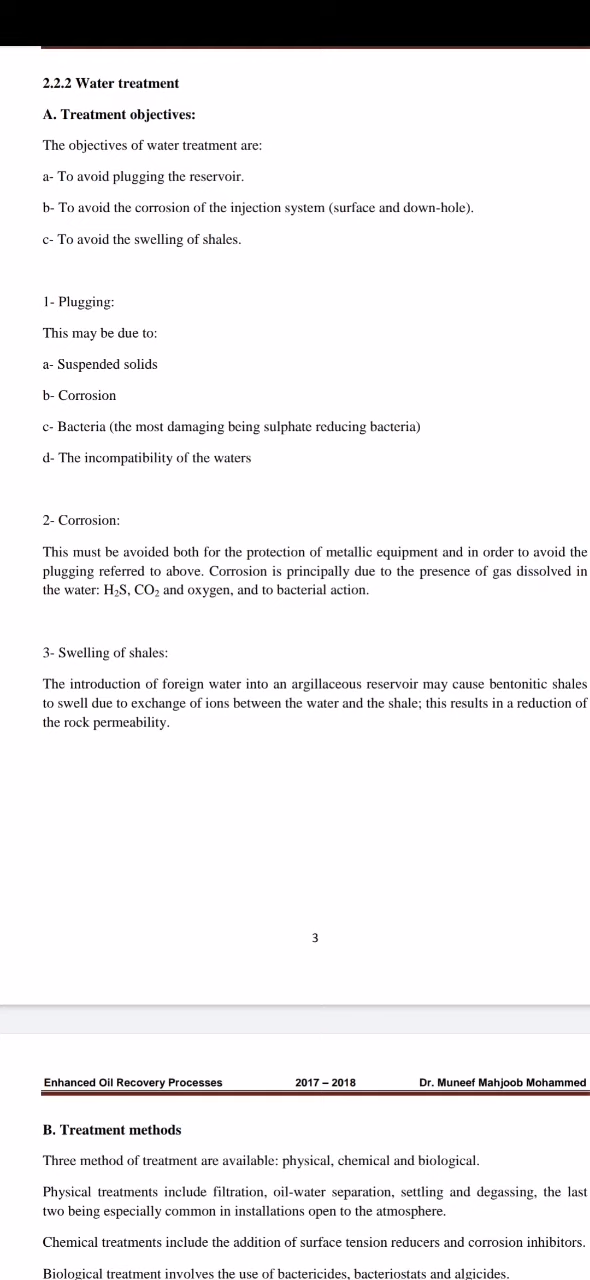 2.2.2 Water treatment
A. Treatment objectives:
The objectives of water treatment are:
a- To avoid plugging the reservoir.
b- To avoid the corrosion of the injection system (surface and down-hole).
c- To avoid the swelling of shales.
1- Plugging:
This may be due to:
a- Suspended solids
b- Corrosion
c- Bacteria (the most damaging being sulphate reducing bacteria)
d- The incompatibility of the waters
2- Corrosion:
This must be avoided both for the protection of metallic equipment and in order to avoid the
plugging referred to above. Corrosion is principally due to the presence of gas dissolved in
the water: H₂S, CO₂ and oxygen, and to bacterial action.
3- Swelling of shales:
The introduction of foreign water into an argillaceous reservoir may cause bentonitic shales
to swell due to exchange of ions between the water and the shale; this results in a reduction of
the rock permeability.
3
Enhanced Oil Recovery Processes 2017 – 2018 Dr. Muneef Mahjoob Mohammed
B. Treatment methods
Three method of treatment are available: physical, chemical and biological.
Physical treatments include filtration, oil-water separation, settling and degassing, the last
two being especially common in installations open to the atmosphere.
Chemical treatments include the addition of surface tension reducers and corrosion inhibitors.
Biological treatment involves the use of bactericides, bacteriostats and algicides.